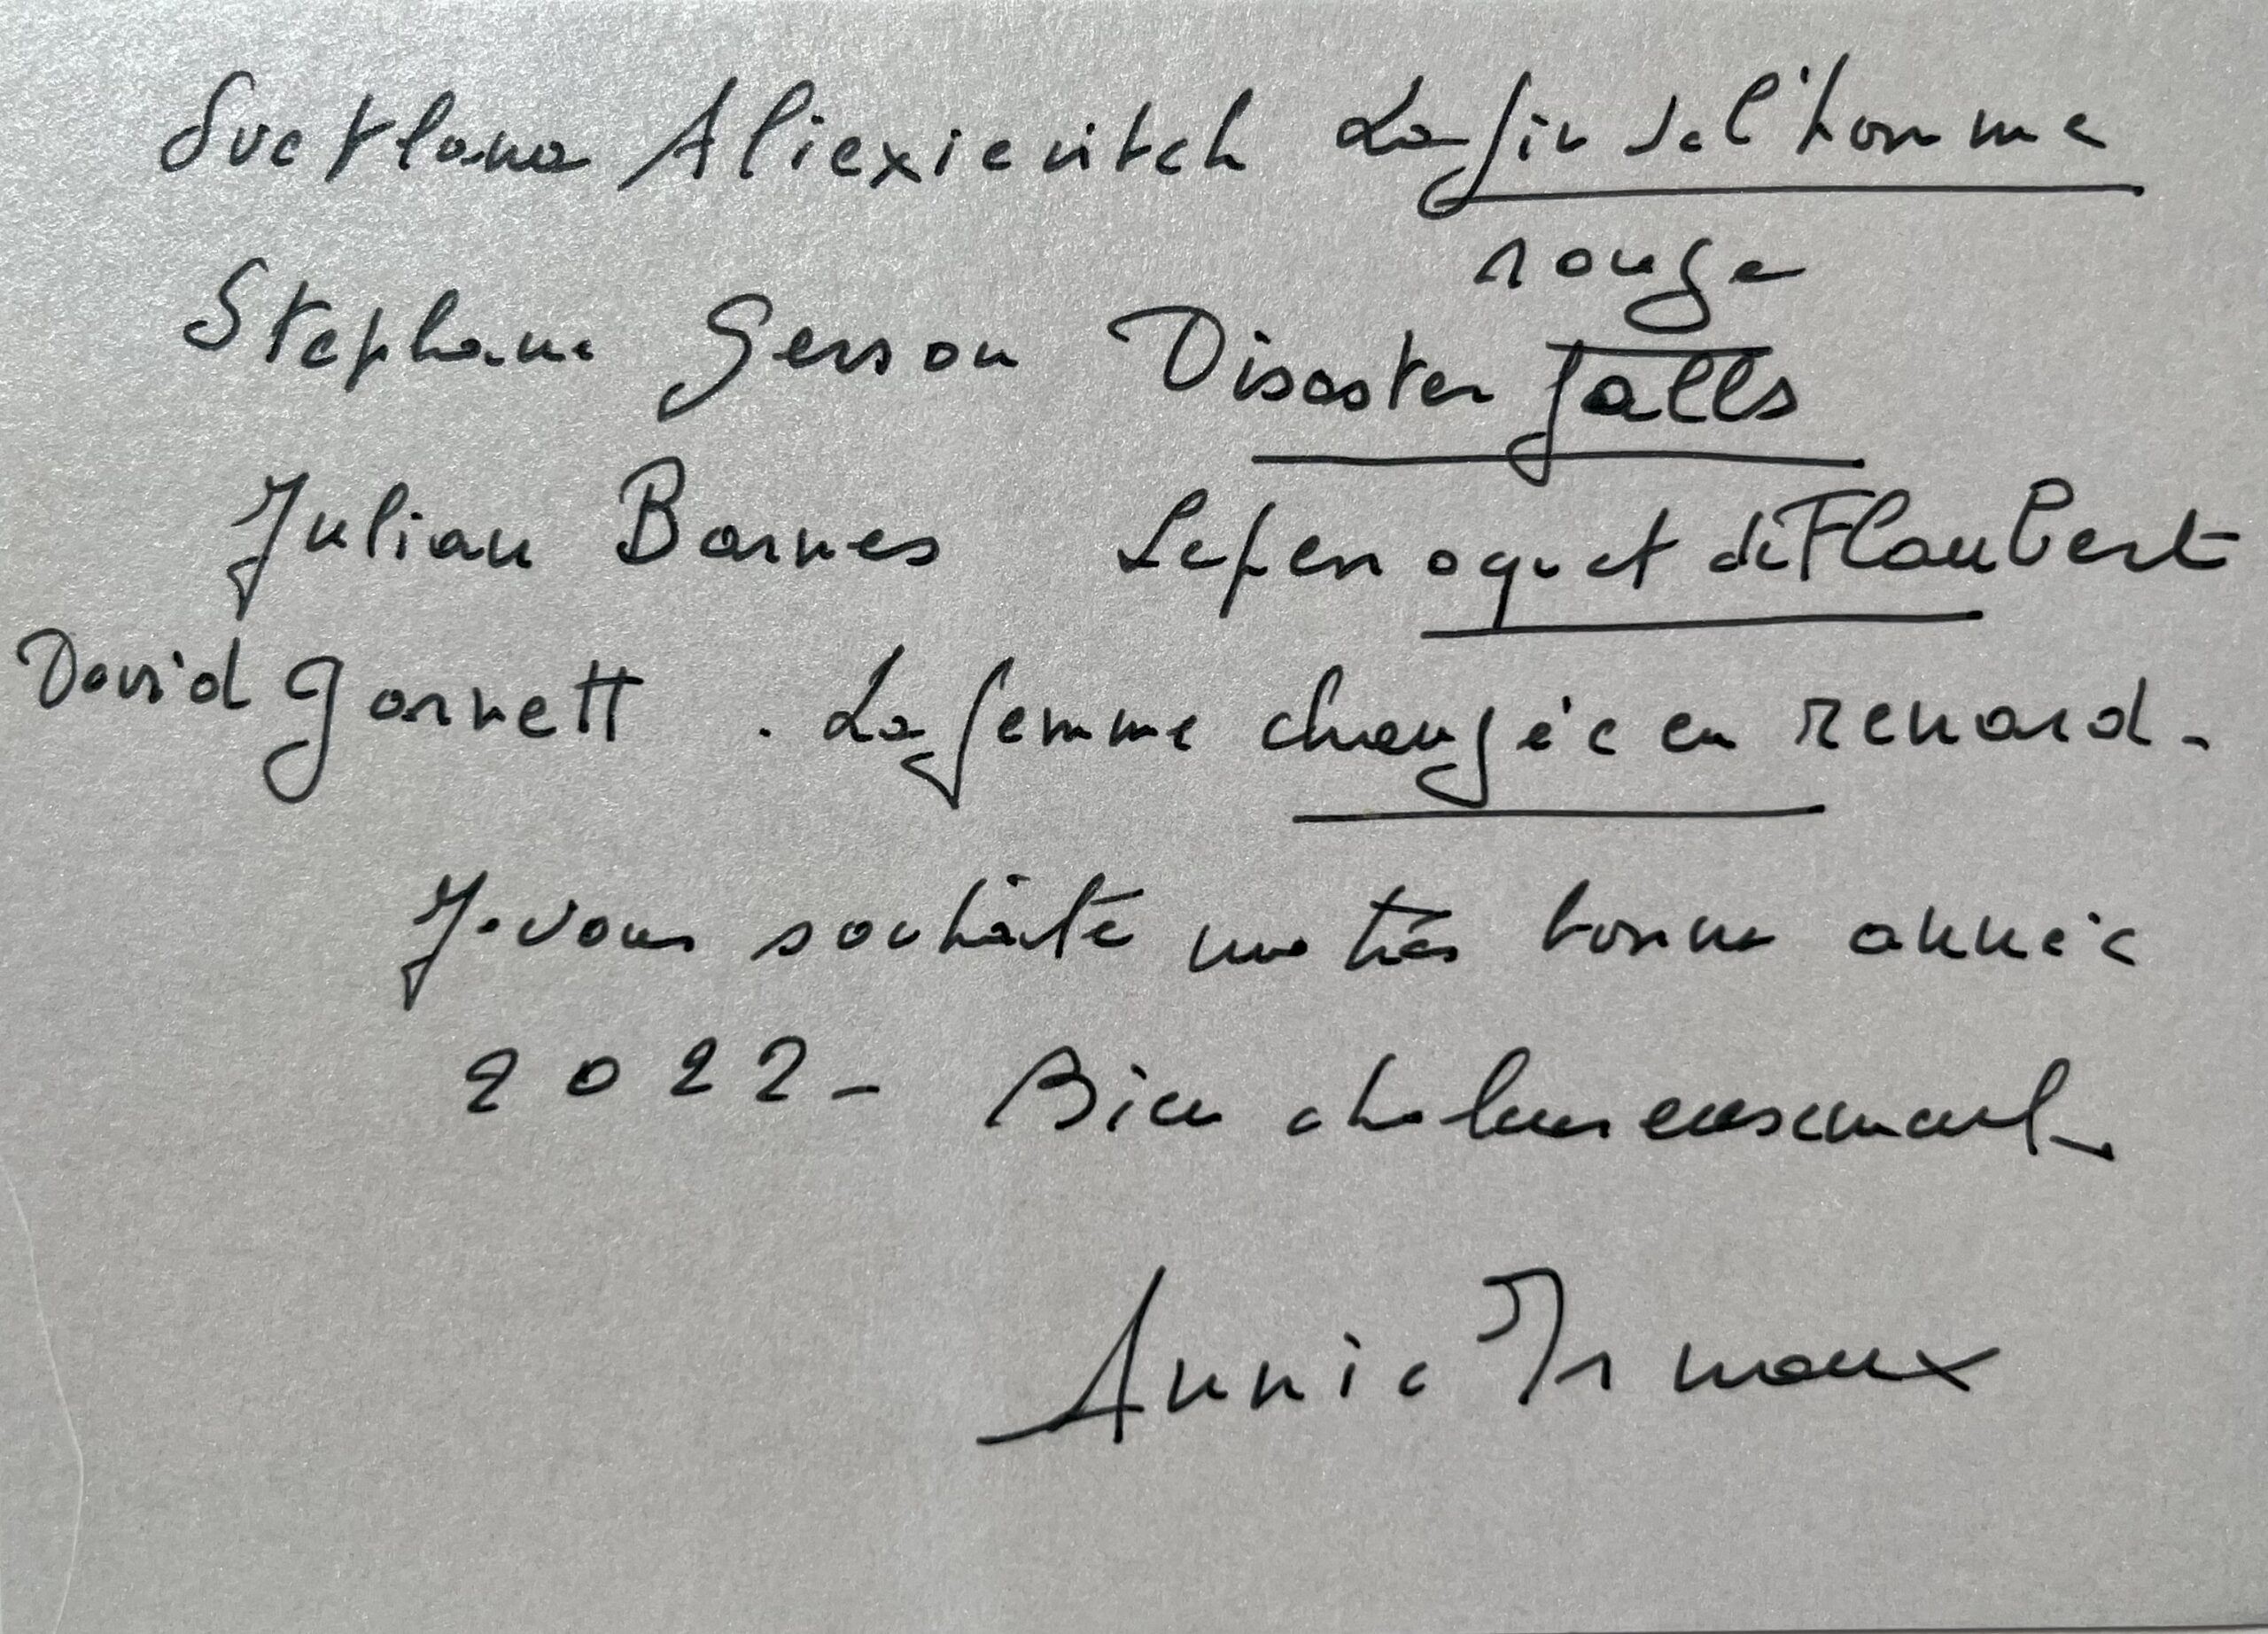 Svetlana Aliexievitch La fin de l'homme
rouge
Stephane Gerson Disaster falls
Julian Barnes Le perroquet de Flaubert
David Garnett . La femme changée en renard -
Je vous souhaite une très bonne année
2022 - Bien chaleureusement
Annie Ernaux